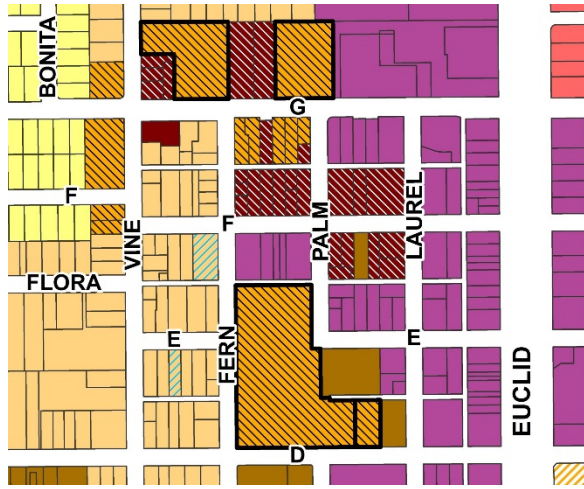 BONITA
G
F
VINE
F
PALM
LAUREL
FLORA
E
FERN
E
EUCLID
D